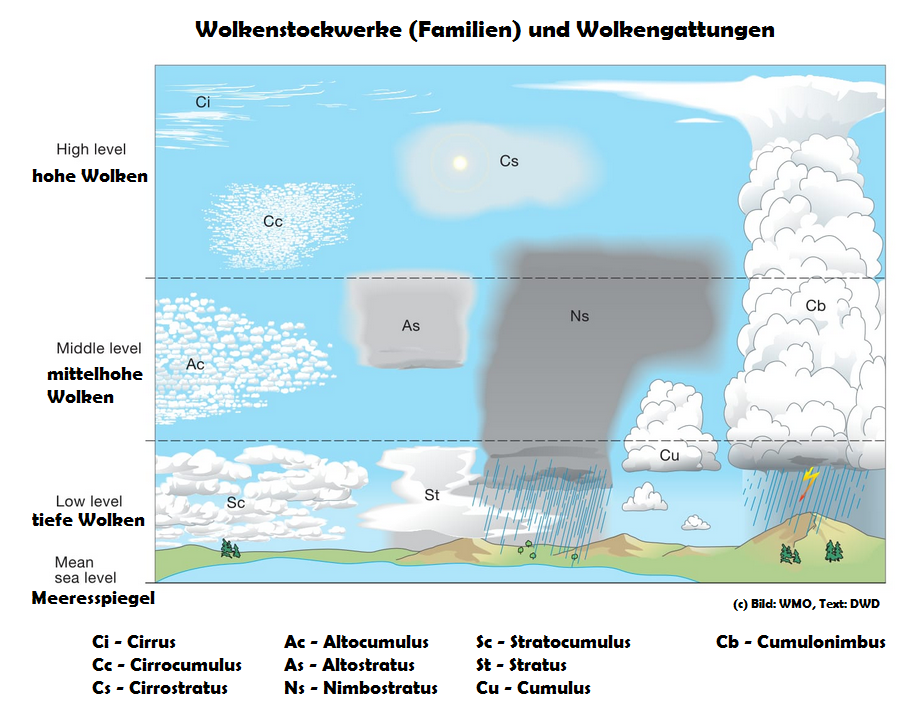 Wolkenstockwerke (Familien) und Wolkengattungen
Ci
High level
hohe Wolken
Cs
Cc
Cb
Ns
As
Middle level
Ac
mittelhohe
Wolken
Cu
Low level
St
Sc
tiefe Wolken
Mean
sea level
Meeresspiegel
(c) Bild: WMO, Text: DWD
Ci - Cirrus
Cc - Cirrocumulus
Cs - Cirrostratus
Ac - Altocumulus
As - Altostratus
Ns - Nimbostratus
Sc - Stratocumulus
St - Stratus
Cu - Cumulus
Cb - Cumulonimbus